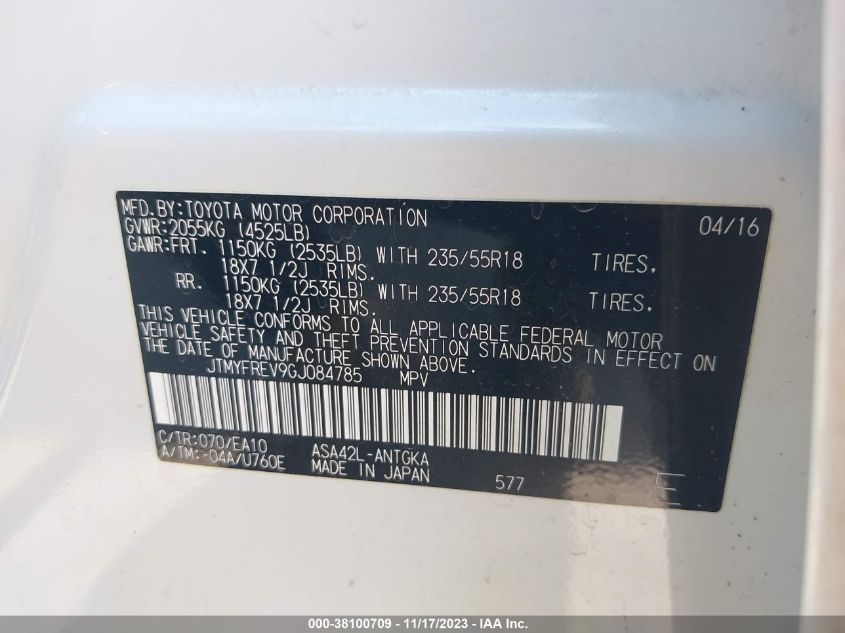 MFD.BY:TOYOTA MOTOR CORPORATION 04/16
GVWR:2055KG (4525LB)
GAWR:FRT. 1150KG (2535LB) WITH 235/55R18 TIRES.
18X7 1/2J RIMS.
RR. 1150KG (2535LB) WITH 235/55R18 TIRES.
18X7 1/2J RIMS.
THIS VEHICLE CONFORMS TO ALL APPLICABLE FEDERAL MOTOR
VEHICLE SAFETY AND THEFT PREVENTION STANDARDS IN EFFECT ON
THE DATE OF MANUFACTURE SHOWN ABOVE.
JTMYFREV9GJ084785 MPV
C/TR:070/EA10 ASA42L-ANTGKA
A/TM:-04A/U760E MADE IN JAPAN 577 E
000-38100709 - 11/17/2023 - IAA Inc.